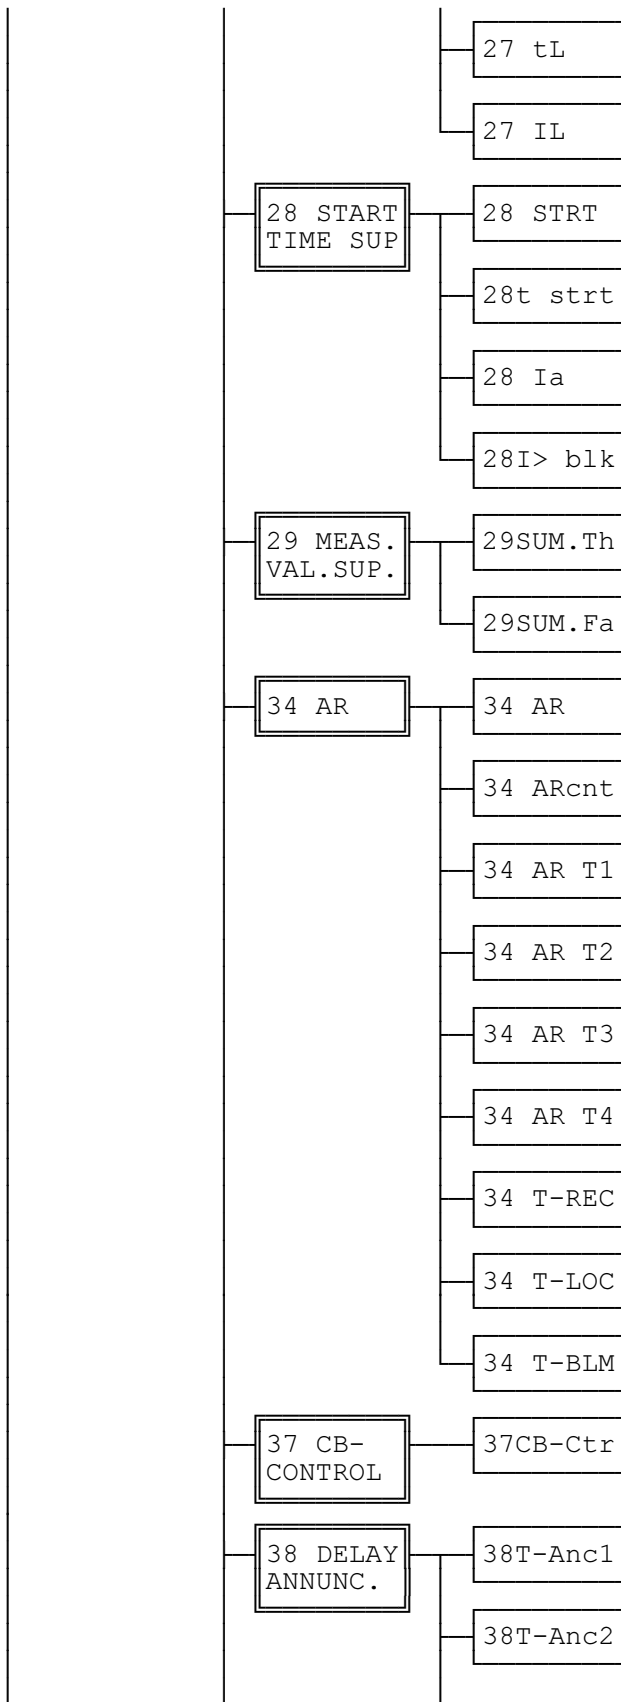 27 tL
27 IL
28 START
TIME SUP
28 STRT
28t strt
28 Ia
28I> blk
29 MEAS.
VAL.SUP.
29SUM.Th
29SUM.Fa
34 AR
34 AR
34 ARcnt
34 AR T1
34 AR T2
34 AR T3
34 AR T4
34 T-REC
34 T-LOC
34 T-BLM
37 CB-
CONTROL
37CB-Ctr
38 DELAY
ANNUNC.
38T-Anc1
38T-Anc2